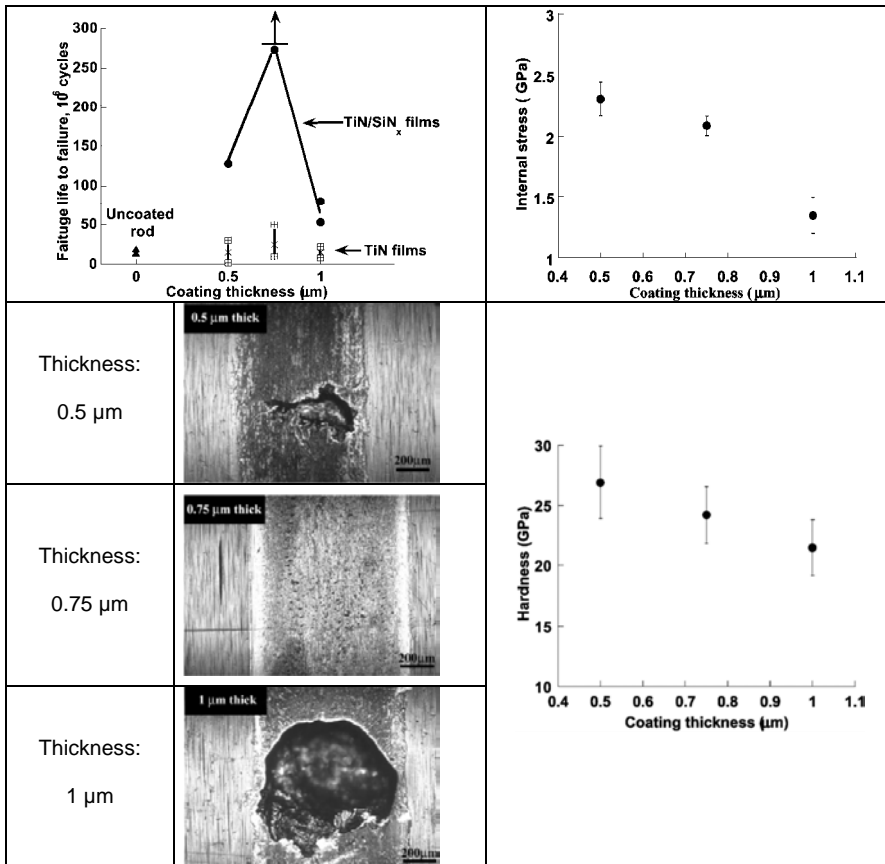 300
250
200
150
100
50
0
Faituge life to failure, 10⁶ cycles
TiN/SiNₓ films
Uncoated
rod
TiN films
0
0.5
1
Coating thickness (µm)
3
2.5
2
1.5
1
Internal stress ( GPa)
0.4 0.5 0.6 0.7 0.8 0.9 1 1.1
Coating thickness (µm)
Thickness:
0.5 µm
0.5 µm thick
200µm
Thickness:
0.75 µm
0.75 µm thick
200µm
Thickness:
1 µm
1 µm thick
200µm
30
25
20
15
10
Hardness (GPa)
0.4 0.5 0.6 0.7 0.8 0.9 1 1.1
Coating thickness (µm)